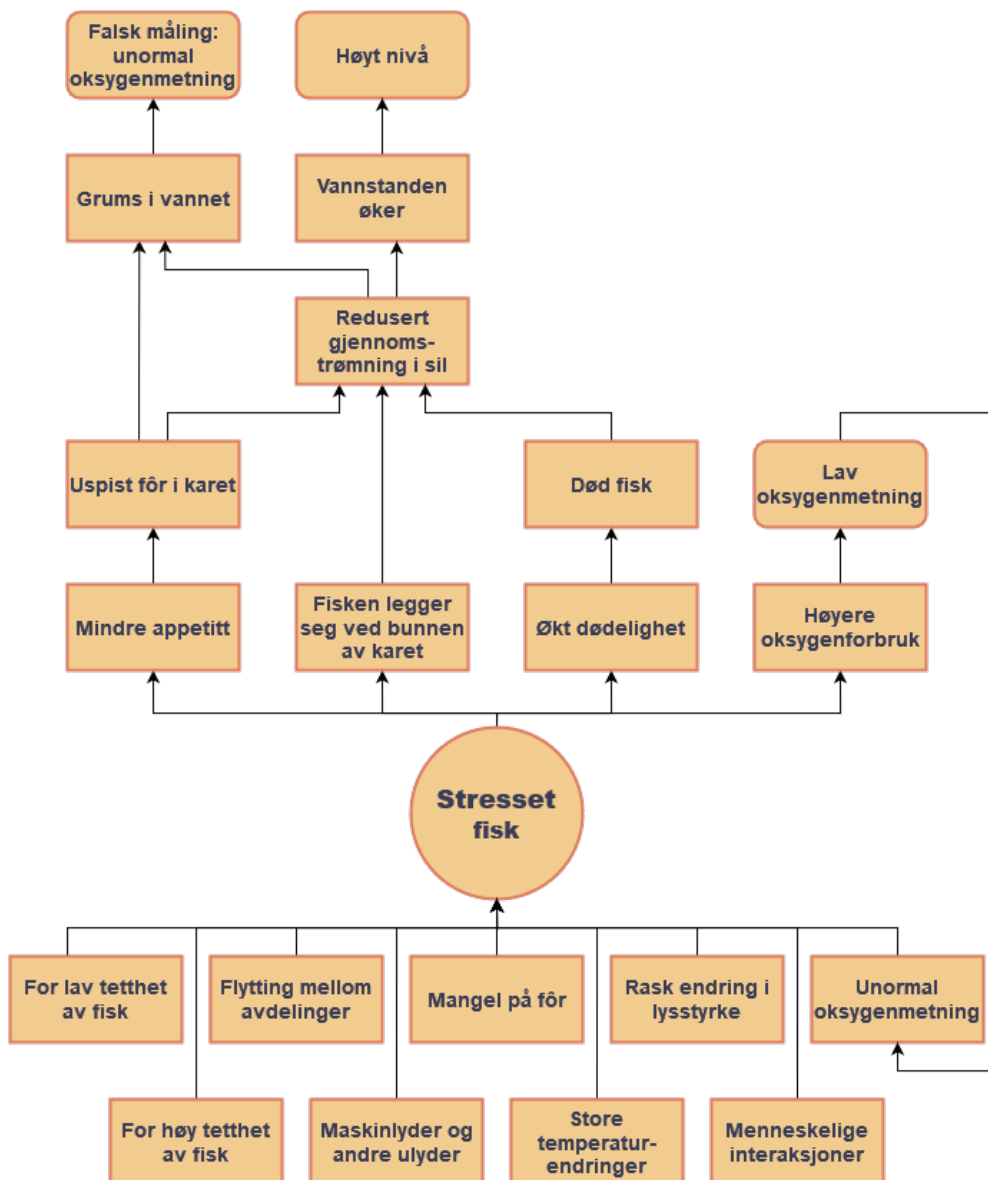 Falsk måling:
unormal
oksygenmetning
Høyt nivå
Grums i vannet
Vannstanden
øker
Redusert
gjennoms-
trømning i sil
Uspist fôr i karet
Død fisk
Lav
oksygenmetning
Mindre appetitt
Fisken legger
seg ved bunnen
av karet
Økt dødelighet
Høyere
oksygenforbruk
Stresset
fisk
For lav tetthet
av fisk
Flytting mellom
avdelinger
Mangel på fôr
Rask endring i
lysstyrke
Unormal
oksygenmetning
For høy tetthet
av fisk
Maskinlyder og
andre ulyder
Store
temperatur-
endringer
Menneskelige
interaksjoner